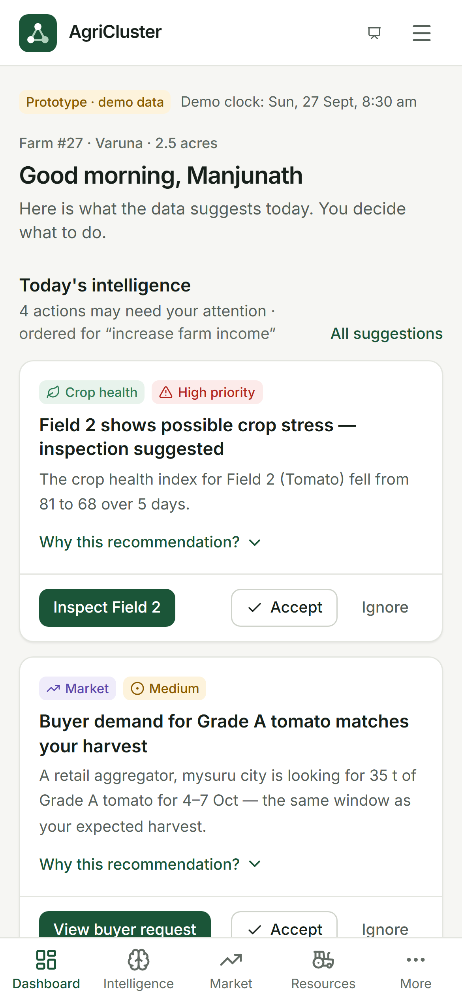 AgriCluster
Prototype · demo data
Demo clock: Sun, 27 Sept, 8:30 am
Farm #27 · Varuna · 2.5 acres
Good morning, Manjunath
Here is what the data suggests today. You decide
what to do.
Today's intelligence
4 actions may need your attention ·
ordered for “increase farm income”
All suggestions
Crop health
High priority
Field 2 shows possible crop stress —
inspection suggested
The crop health index for Field 2 (Tomato) fell from
81 to 68 over 5 days.
Why this recommendation?
Inspect Field 2
Accept
Ignore
Market
Medium
Buyer demand for Grade A tomato matches
your harvest
A retail aggregator, mysuru city is looking for 35 t of
Grade A tomato for 4–7 Oct — the same window as
your expected harvest.
Why this recommendation?
View buyer request
Accept
Ignore
Dashboard
Intelligence
Market
Resources
More